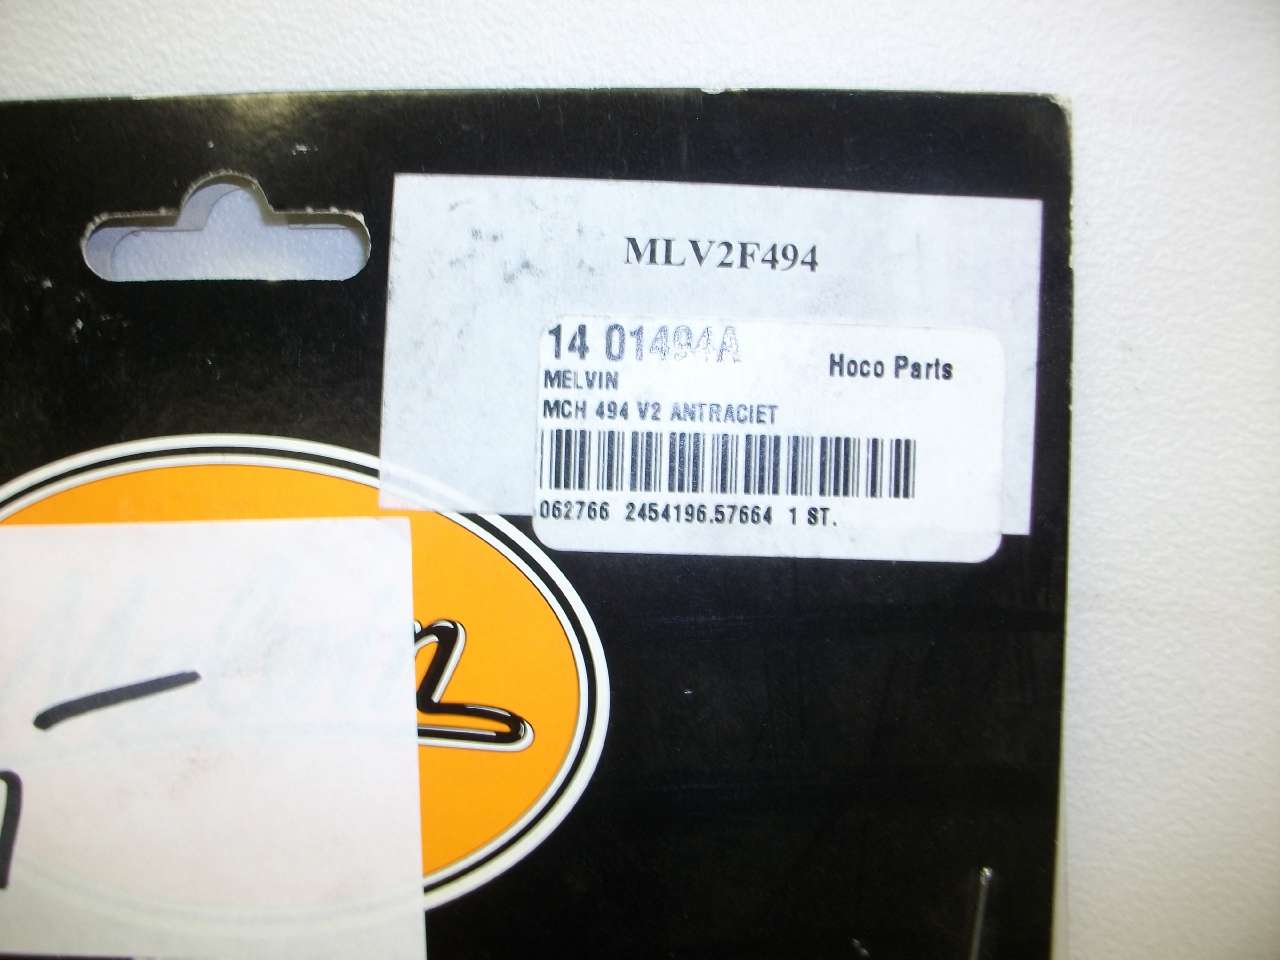 MLV2F494
14 01494A
Hoco Parts
MELVIN
MCH 494 V2 ANTRACIET
062766 2454196.57664 1 ST.